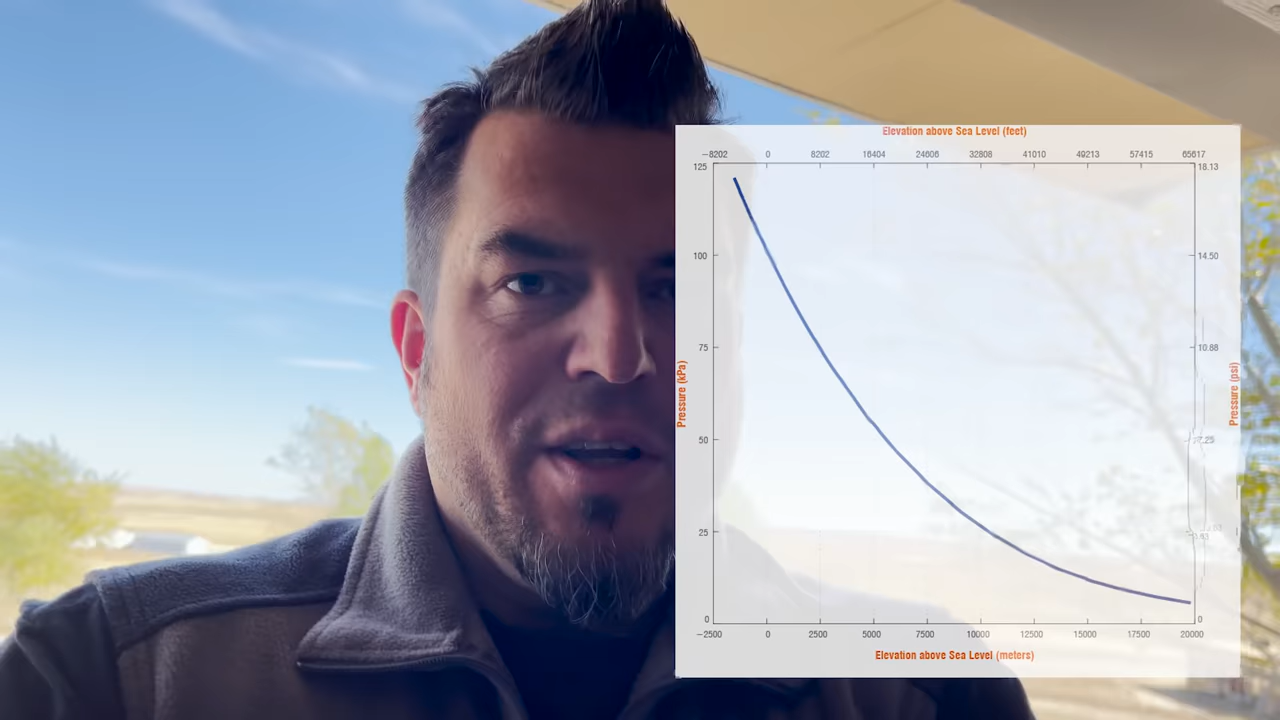 Elevation above Sea Level (feet)
−8202 0 8202 16404 24606 32808 41010 49213 57415 65617
125 18.13
100 14.50
75 10.88
Pressure (kPa)
Pressure (psi)
50 7.25
25
0 0
−2500 0 2500 5000 7500 10000 12500 15000 17500 20000
Elevation above Sea Level (meters)